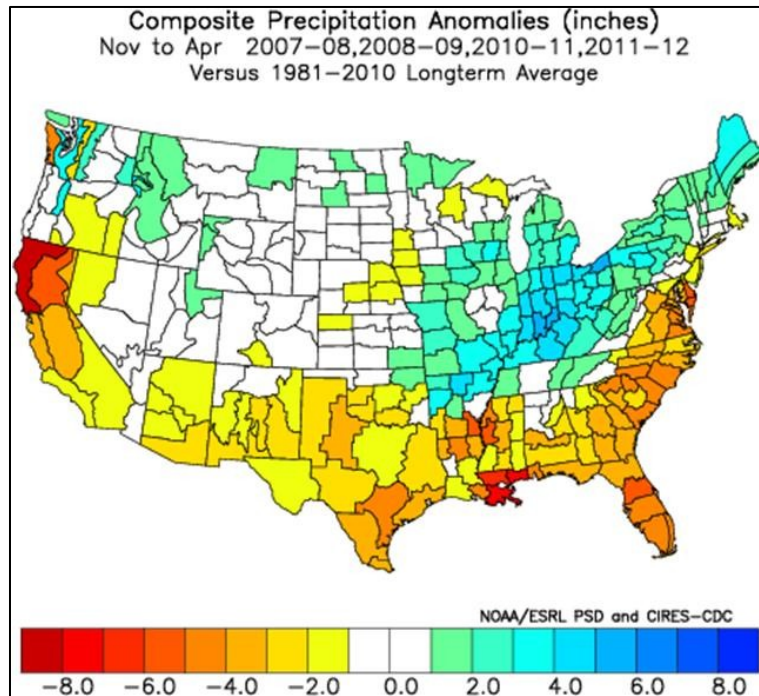 Composite Precipitation Anomalies (inches)
Nov to Apr 2007-08,2008-09,2010-11,2011-12
Versus 1981-2010 Longterm Average
NOAA/ESRL PSD and CIRES-CDC
-8.0 -6.0 -4.0 -2.0 0.0 2.0 4.0 6.0 8.0